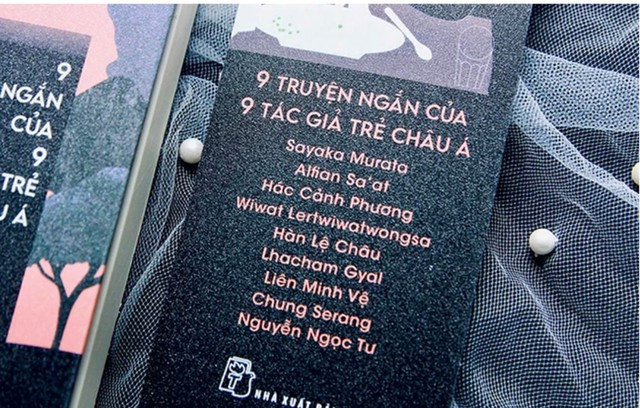 9
NGẮN
CỦA
9
TRẺ
U Á
9 TRUYỆN NGẮN CỦA
9 TÁC GIẢ TRẺ CHÂU Á
Sayaka Murata
Alfian Sa'at
Hác Cảnh Phương
Wiwat Lertwiwatwongsa
Hàn Lệ Châu
Lhacham Gyal
Liên Minh Vệ
Chung Serang
Nguyễn Ngọc Tư
T
NHÀ XUẤT BẢN